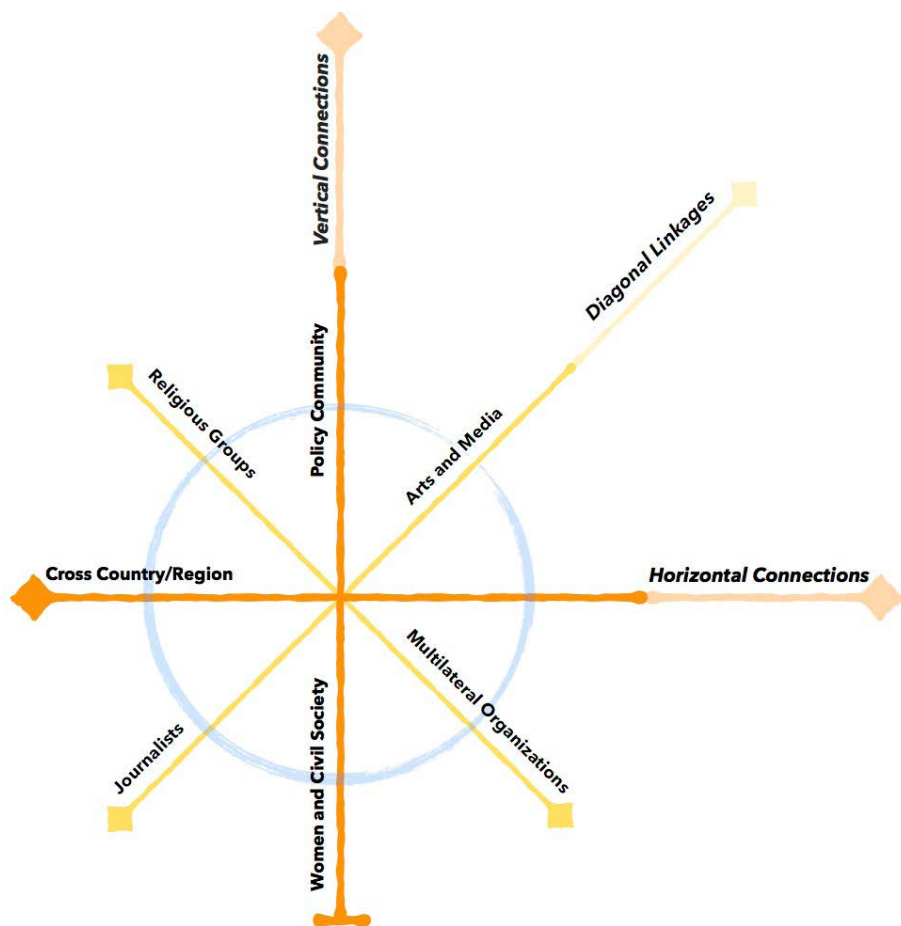 Vertical Connections
Diagonal Linkages
Policy Community
Religious Groups
Arts and Media
Cross Country/Region
Horizontal Connections
Multilateral Organizations
Women and Civil Society
Journalists